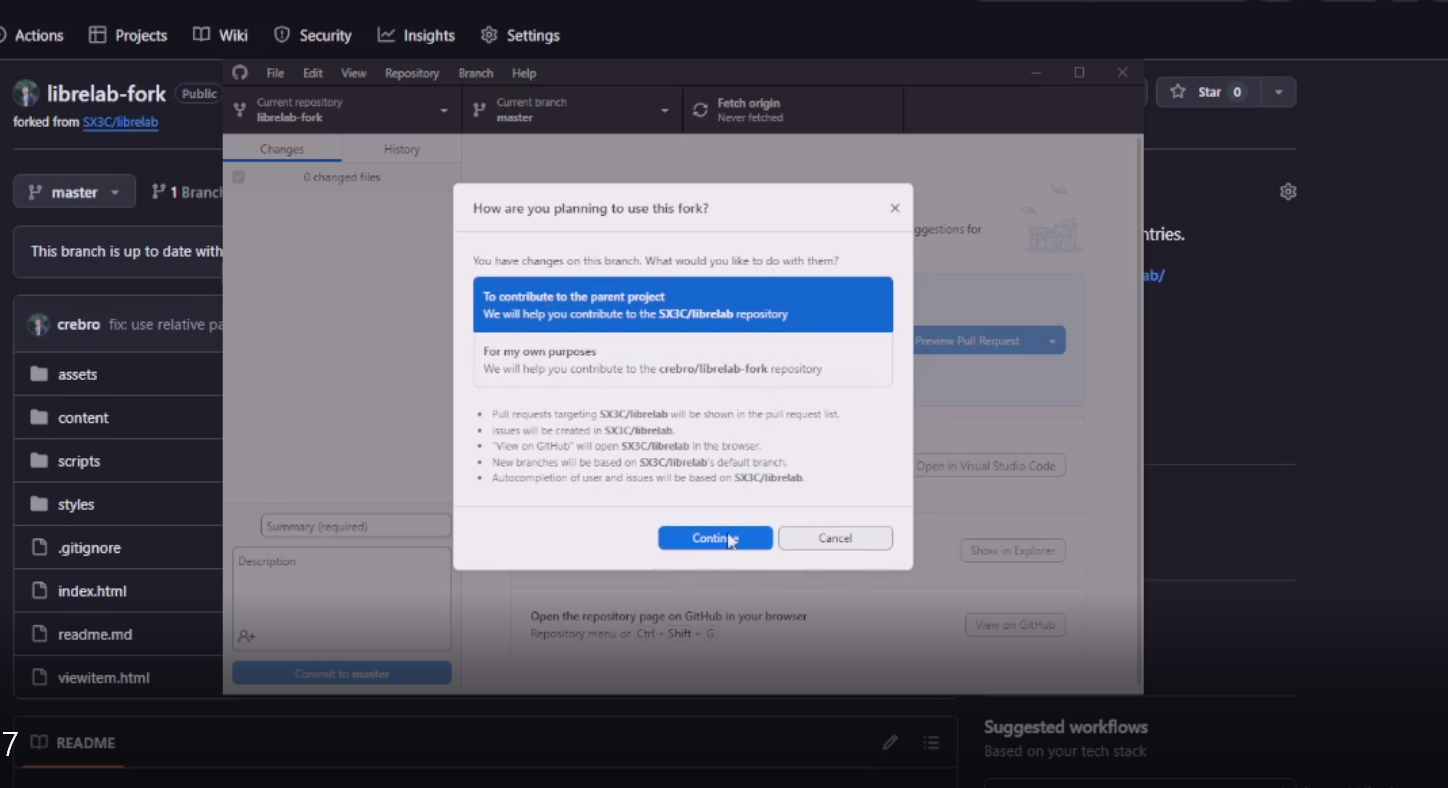 Actions Projects Wiki Security Insights Settings
librelab-fork Public
forked from SX3C/librelab
Star 0
master
1 Branch
This branch is up to date with
ntries.
ab/
crebro fix: use relative pa
assets
content
scripts
styles
.gitignore
index.html
readme.md
viewitem.html
README
7
Suggested workflows
Based on your tech stack
File Edit View Repository Branch Help
Current repository
librelab-fork
Current branch
master
Fetch origin
Never fetched
Changes History
0 changed files
Summary (required)
Description
Commit to master
ggestions for
Preview Pull Request
Open in Visual Studio Code
Show in Explorer
Open the repository page on GitHub in your browser
Repository menu or Ctrl + Shift + G
View on GitHub
How are you planning to use this fork?
You have changes on this branch. What would you like to do with them?
To contribute to the parent project
We will help you contribute to the SX3C/librelab repository
For my own purposes
We will help you contribute to the crebro/librelab-fork repository
• Pull requests targeting SX3C/librelab will be shown in the pull request list.
• Issues will be created in SX3C/librelab.
• "View on GitHub" will open SX3C/librelab in the browser.
• New branches will be based on SX3C/librelab's default branch.
• Autocompletion of user and issues will be based on SX3C/librelab.
Continue Cancel